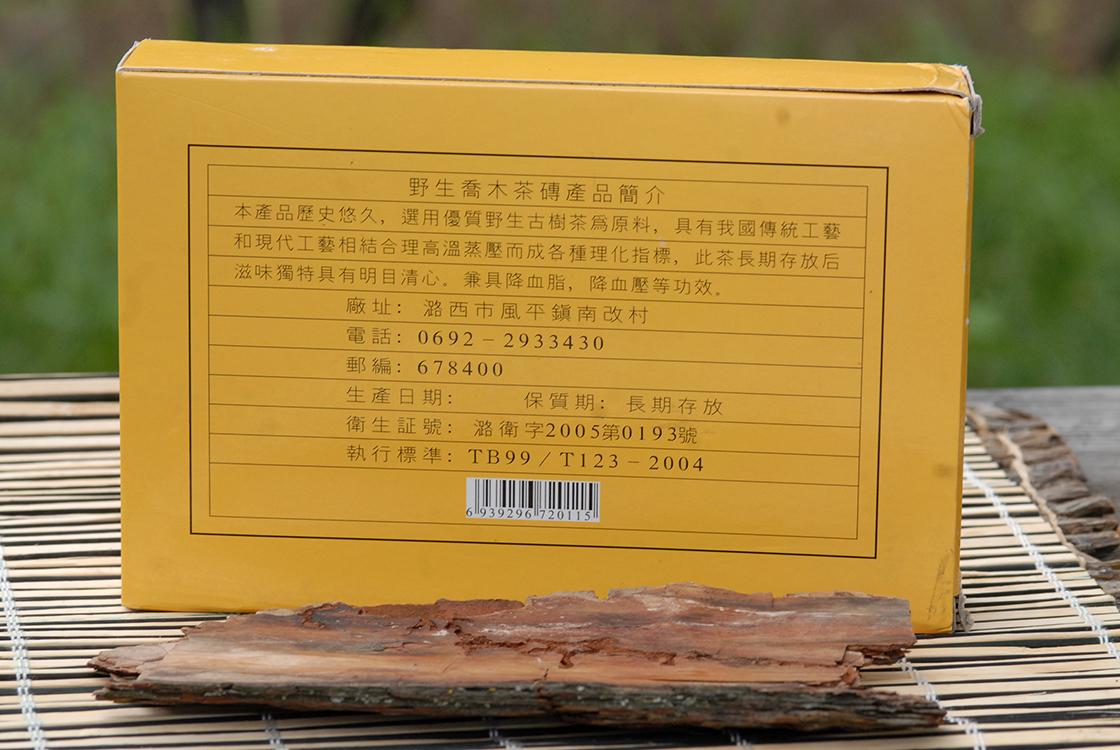 野生喬木茶磚產品簡介
本產品歷史悠久，選用優質野生古樹茶爲原料，具有我國傳統工藝
和現代工藝相結合理高溫蒸壓而成各種理化指標，此茶長期存放后
滋味獨特具有明目清心。兼具降血脂，降血壓等功效。
廠址：潞西市風平鎮南改村
電話：0692－2933430
郵編：678400
生產日期：　　保質期：長期存放
衛生証號：潞衛字2005第0193號
執行標準：TB99／T123－2004
6 939296 720115